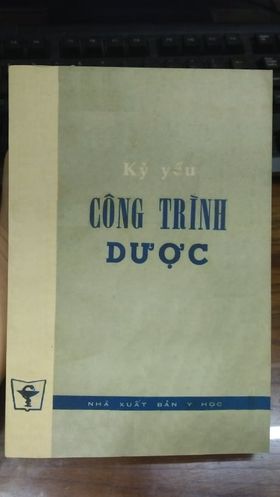 Kỷ yếu
CÔNG TRÌNH
DƯỢC
NHÀ XUẤT BẢN Y HỌC